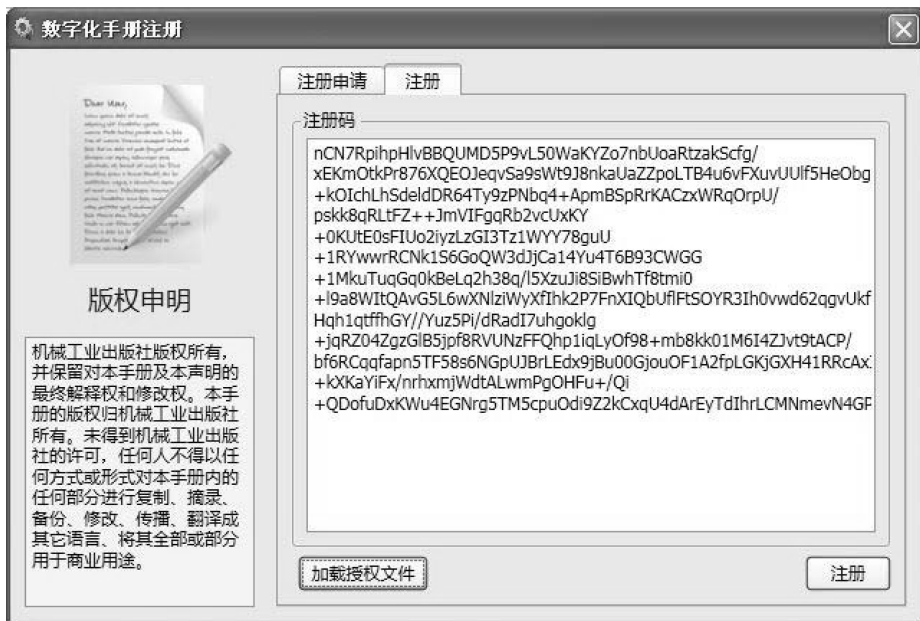 数字化手册注册
注册申请
注册
版权申明
机械工业出版社版权所有，
并保留对本手册及本声明的
最终解释权和修改权。本手
册的版权归机械工业出版社
所有。未得到机械工业出版
社的许可，任何人不得以任
何方式或形式对本手册内的
任何部分进行复制、摘录、
备份、修改、传播、翻译成
其它语言、将其全部或部分
用于商业用途。
注册码
nCN7RpihpHlvBBQUMD5P9vL50WaKYZo7nbUoaRtzakScfg/
xEKmOtkPr876XQEOJeqvSa9sWt9J8nkaUaZZpoLTB4u6vFXuvUUlf5HeObg
+kOIchLhSdeldDR64Ty9zPNbq4+ApmBSpRrKACzxWRqOrpU/
pskk8qRLtFZ++JmVIFgqRb2vcUxKY
+0KUtE0sFIUo2iyzLzGI3Tz1WYY78guU
+1RYwwrRCNk1S6GoQW3dJjCa14Yu4T6B93CWGG
+1MkuTuqGq0kBeLq2h38q/l5XzuJi8SiBwhTf8tmi0
+l9a8WItQAvG5L6wXNlziWyXfIhk2P7FnXIQbUflFtSOYR3Ih0vwd62qgvUkf
Hqh1qtffhGY//Yuz5Pi/dRadI7uhgoklg
+jqRZ04ZgzGlB5jpf8RVUNzFFQhp1iqLyOf98+mb8kk01M6I4ZJvt9tACP/
bf6RCqqfapn5TF58s6NGpUJBrLEdx9jBu00GjouOF1A2fpLGKjGXH41RRcAx
+kXKaYiFx/nrhxmjWdtALwmPgOHFu+/Qi
+QDofuDxKWu4EGNrg5TM5cpuOdi9Z2kCxqU4dArEyTdIhrLCMNmevN4GP
加载授权文件
注册